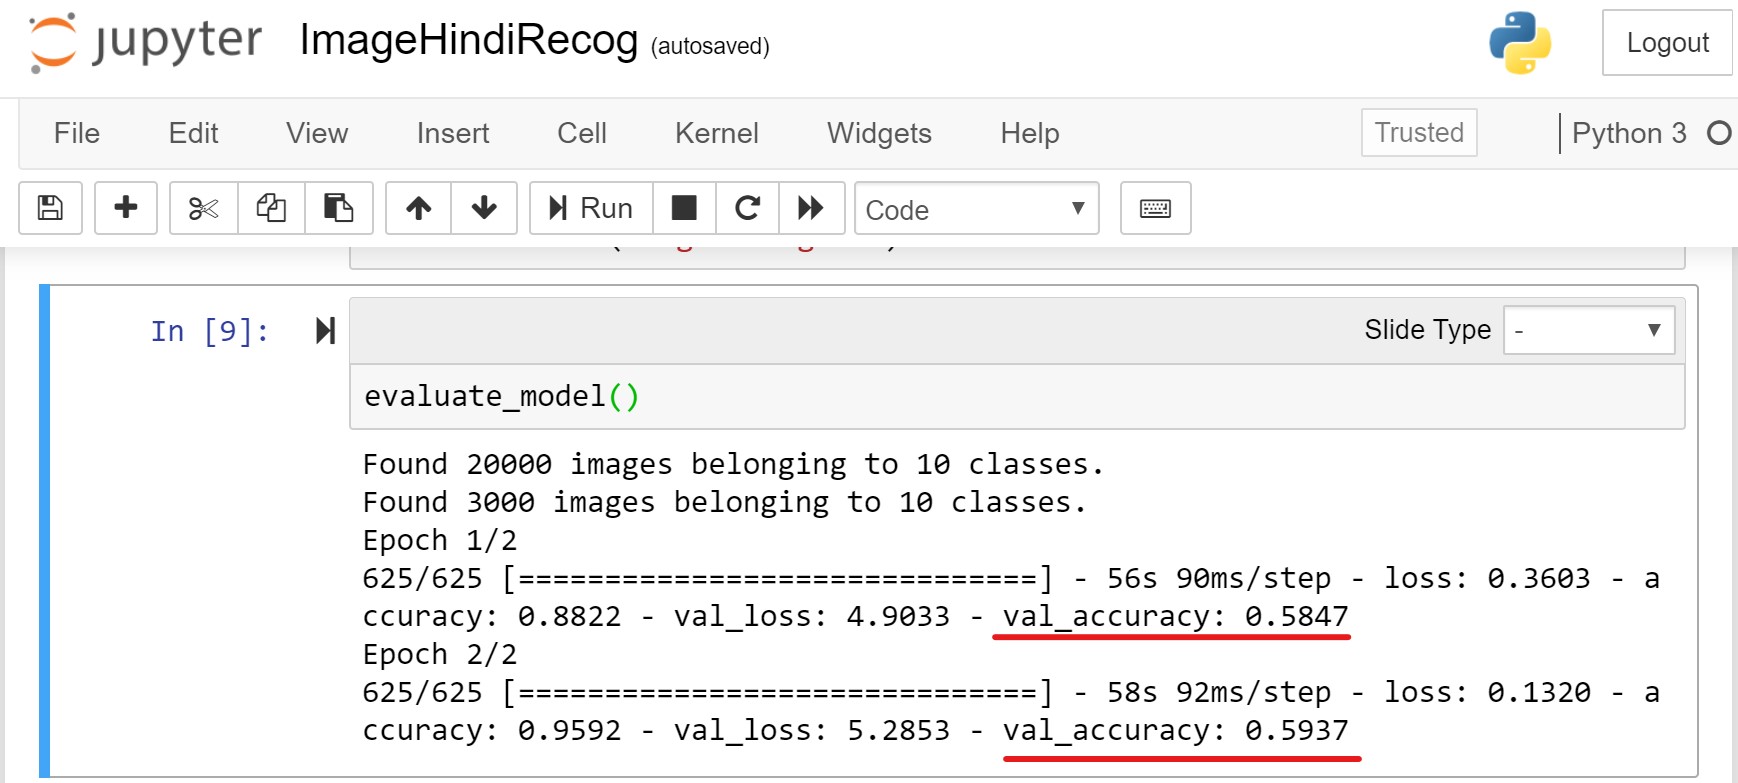 jupyter ImageHindiRecog (autosaved) Logout
File Edit View Insert Cell Kernel Widgets Help Trusted Python 3
Run Code
In [9]: Slide Type -
evaluate_model()
Found 20000 images belonging to 10 classes.
Found 3000 images belonging to 10 classes.
Epoch 1/2
625/625 [==============================] - 56s 90ms/step - loss: 0.3603 - a
ccuracy: 0.8822 - val_loss: 4.9033 - val_accuracy: 0.5847
Epoch 2/2
625/625 [==============================] - 58s 92ms/step - loss: 0.1320 - a
ccuracy: 0.9592 - val_loss: 5.2853 - val_accuracy: 0.5937